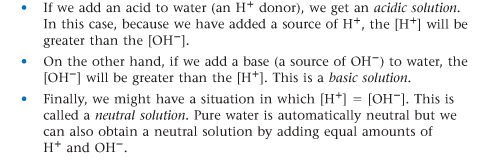 • If we add an acid to water (an H⁺ donor), we get an acidic solution.
In this case, because we have added a source of H⁺, the [H⁺] will be
greater than the [OH⁻].
• On the other hand, if we add a base (a source of OH⁻) to water, the
[OH⁻] will be greater than the [H⁺]. This is a basic solution.
• Finally, we might have a situation in which [H⁺] = [OH⁻]. This is
called a neutral solution. Pure water is automatically neutral but we
can also obtain a neutral solution by adding equal amounts of
H⁺ and OH⁻.